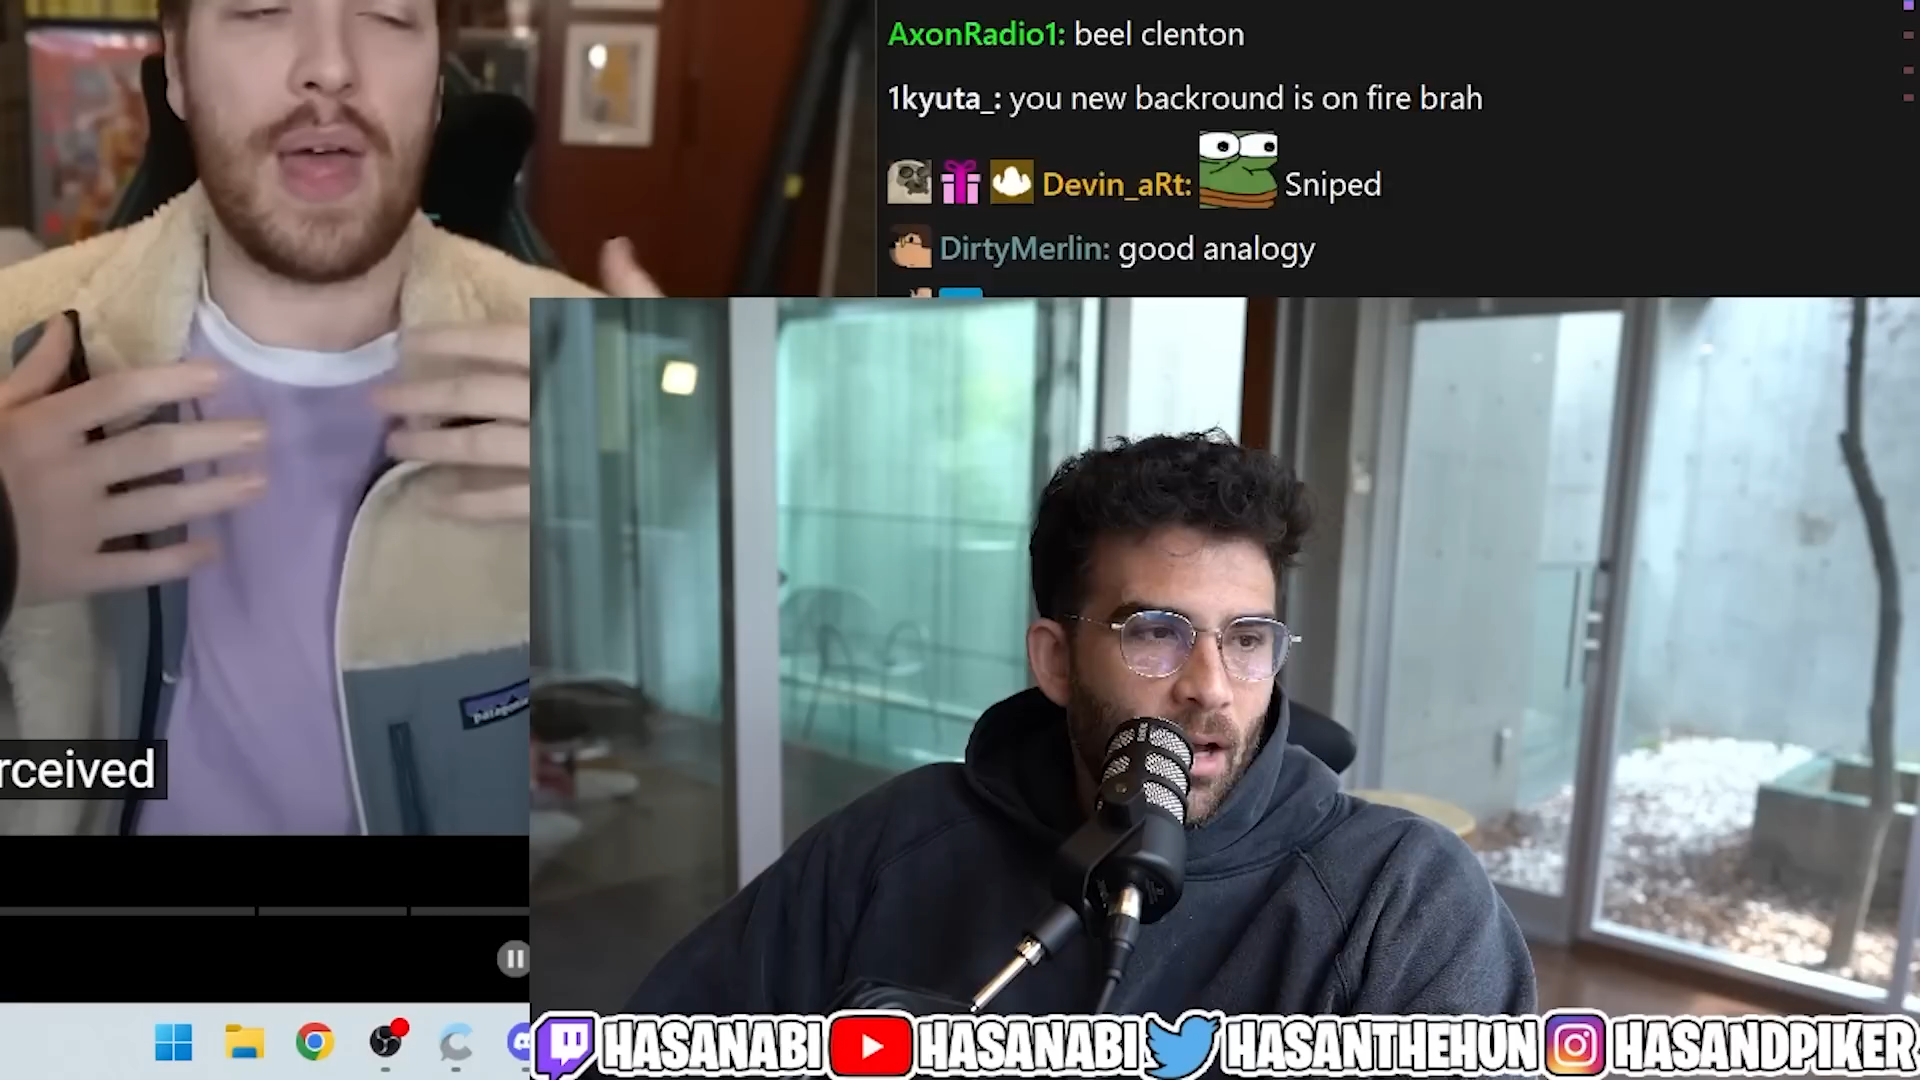 AxonRadio1: beel clenton
1kyuta_: you new backround is on fire brah
Devin_aRt: Sniped
DirtyMerlin: good analogy
patagonia
rceived
HASANABI HASANABI HASANTHEHUN HASANDPIKER